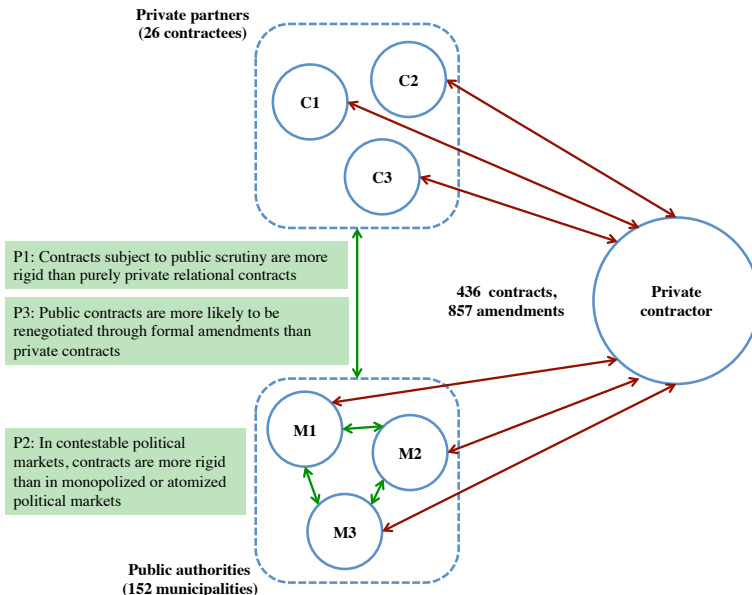 Private partners
(26 contractees)
C2
C1
C3
P1: Contracts subject to public scrutiny are more
rigid than purely private relational contracts
P3: Public contracts are more likely to be
renegotiated through formal amendments than
private contracts
436 contracts,
857 amendments
Private
contractor
P2: In contestable political
markets, contracts are more rigid
than in monopolized or atomized
political markets
M1
M2
M3
Public authorities
(152 municipalities)